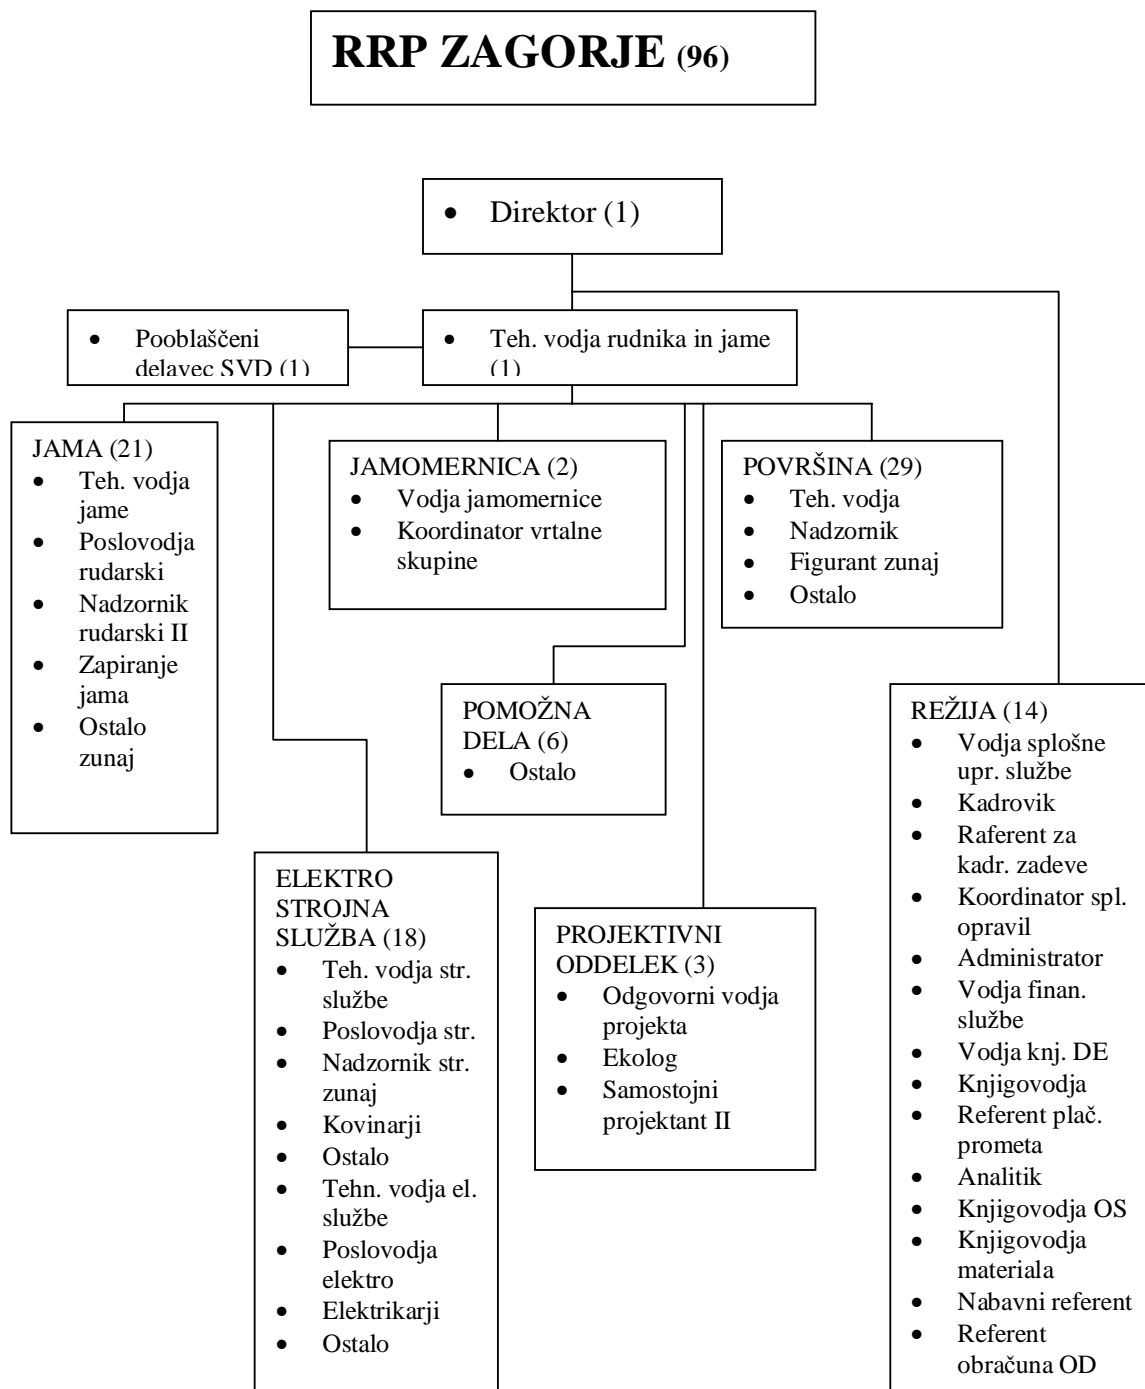 RRP ZAGORJE (96)
• Direktor (1)
• Pooblaščeni
delavec SVD (1)
• Teh. vodja rudnika in jame
(1)
JAMA (21)
• Teh. vodja
jame
• Poslovodja
rudarski
• Nadzornik
rudarski II
• Zapiranje
jama
• Ostalo
zunaj
JAMOMERNICA (2)
• Vodja jamomernice
• Koordinator vrtalne
skupine
POVRŠINA (29)
• Teh. vodja
• Nadzornik
• Figurant zunaj
• Ostalo
POMOŽNA
DELA (6)
• Ostalo
REŽIJA (14)
• Vodja splošne
upr. službe
• Kadrovik
• Raferent za
kadr. zadeve
• Koordinator spl.
opravil
• Administrator
• Vodja finan.
službe
• Vodja knj. DE
• Knjigovodja
• Referent plač.
prometa
• Analitik
• Knjigovodja OS
• Knjigovodja
materiala
• Nabavni referent
• Referent
obračuna OD
ELEKTRO
STROJNA
SLUŽBA (18)
• Teh. vodja str.
službe
• Poslovodja str.
• Nadzornik str.
zunaj
• Kovinarji
• Ostalo
• Tehn. vodja el.
službe
• Poslovodja
elektro
• Elektrikarji
• Ostalo
PROJEKTIVNI
ODDELEK (3)
• Odgovorni vodja
projekta
• Ekolog
• Samostojni
projektant II